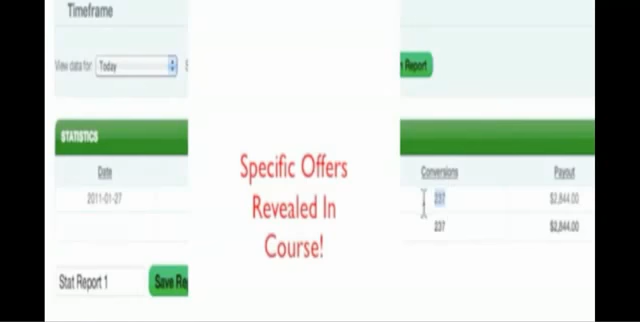 Timeframe
View data for: Today
Report
STATISTICS
Date Conversions Payout
2011-01-27 237 $2,844.00
237 $2,844.00
Specific Offers
Revealed In
Course!
Stat Report 1 Save Re